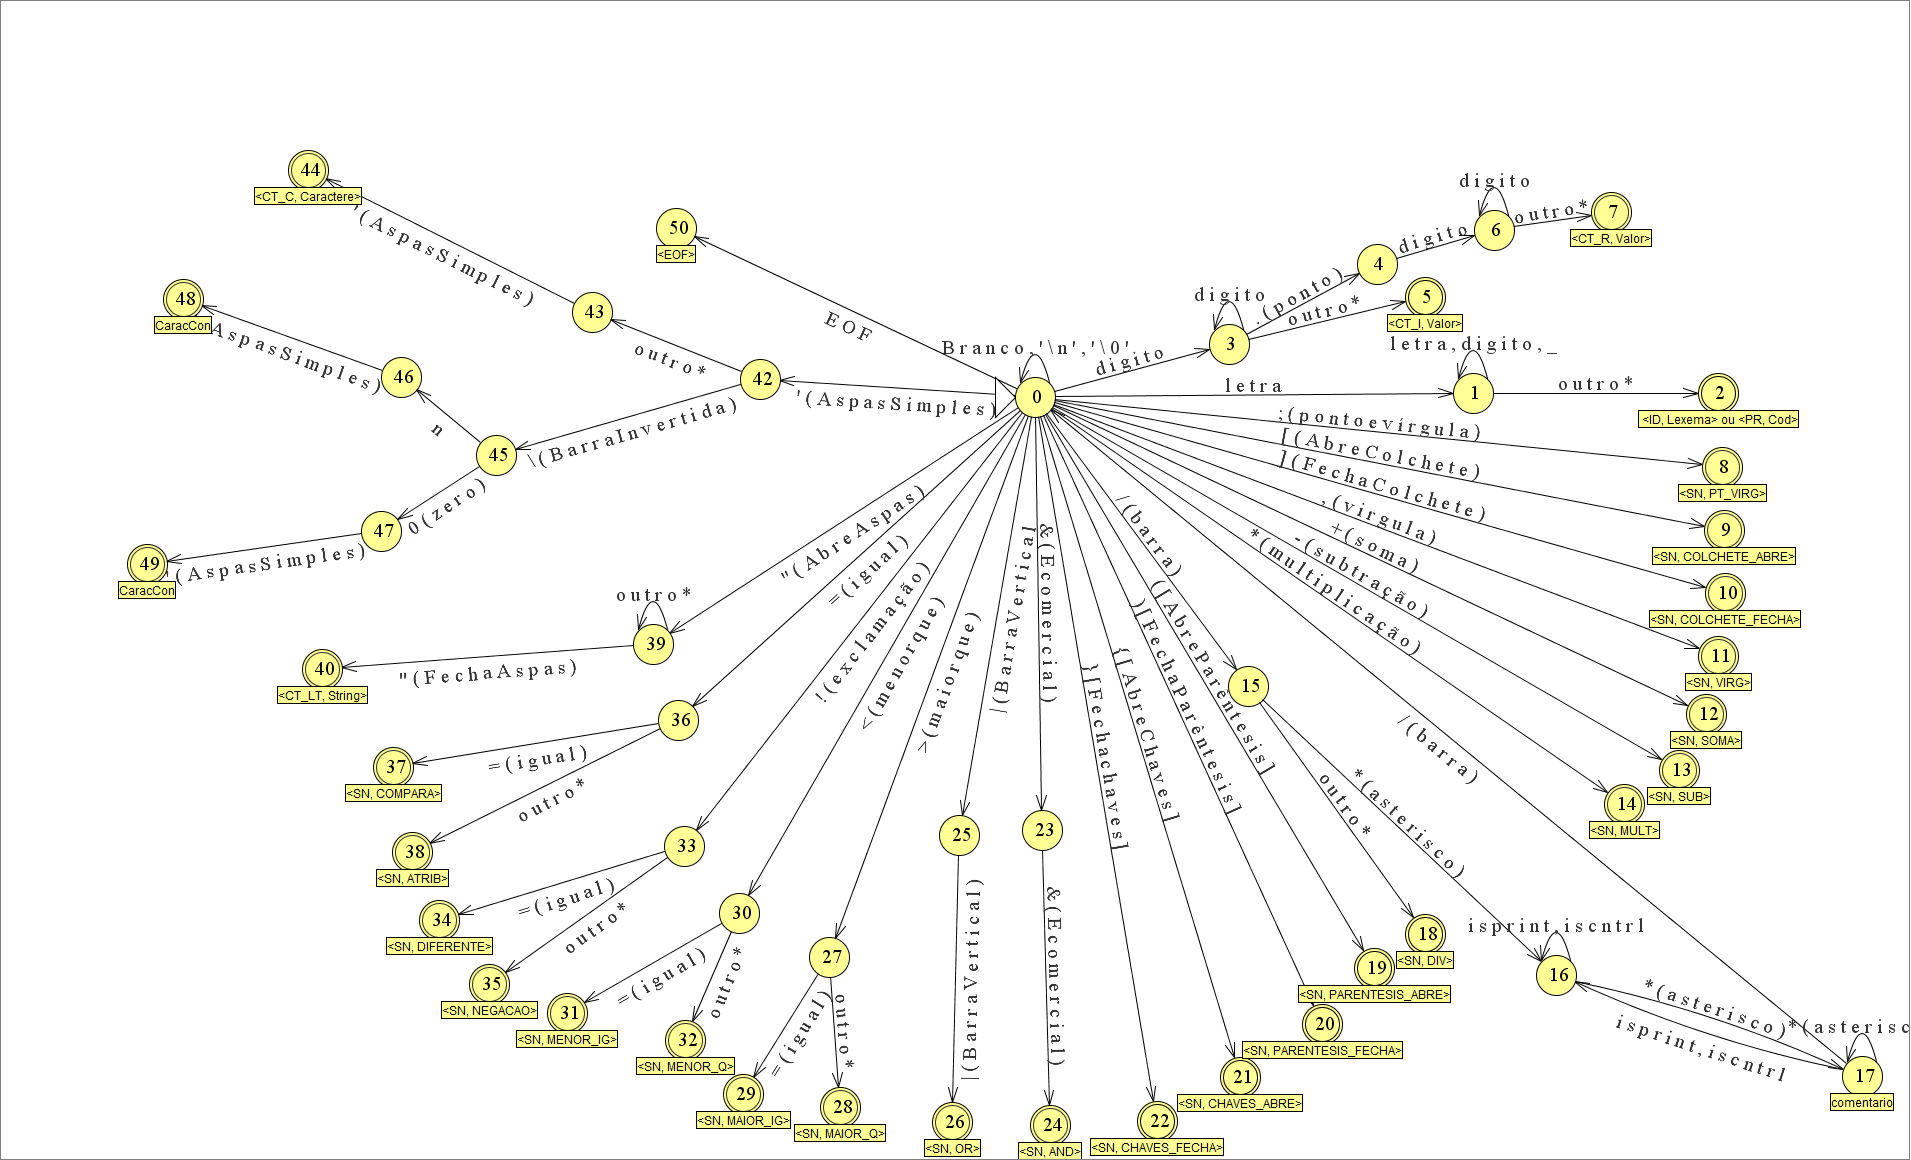 44
<CT_C, Caractere>
'(AspasSimples)
50
<EOF>
EOF
48
CaracCon
AspasSimples)
43
outro*
42
'(AspasSimples)
46
n
45
\(BarraInvertida)
0(zero)
47
'(AspasSimples)
49
CaracCon
Branco,'\n','\0'
0
digito
3
digito
.(ponto)
4
digito
digito
6
outro*
7
<CT_R, Valor>
outro*
5
<CT_I, Valor>
letra
letra,digito,_
1
outro*
2
<ID, Lexema> ou <PR, Cod>
;(pontoevírgula)
8
<SN, PT_VIRG>
[(AbreColchete)
9
<SN, COLCHETE_ABRE>
](FechaColchete)
10
<SN, COLCHETE_FECHA>
,(virgula)
11
<SN, VIRG>
+(soma)
12
<SN, SOMA>
-(subtração)
13
<SN, SUB>
*(multiplicação)
14
<SN, MULT>
/(barra)
15
*(asterisco)
outro*
18
<SN, DIV>
/(barra)
isprint,iscntrl
16
*(asterisco)
isprint,iscntrl
*(asterisc
17
comentario
([AbreParêntesis]
19
<SN, PARENTESIS_ABRE>
)[FechaParêntesis]
20
<SN, PARENTESIS_FECHA>
{[AbreChaves]
21
<SN, CHAVES_ABRE>
}[Fechachaves]
22
<SN, CHAVES_FECHA>
&(Ecomercial)
23
&(Ecomercial)
24
<SN, AND>
|(BarraVertical
25
|(BarraVertical)
26
<SN, OR>
>(maiorque)
27
=(igual)
29
<SN, MAIOR_IG>
outro*
28
<SN, MAIOR_Q>
<(menorque)
30
=(igual)
31
<SN, MENOR_IG>
outro*
32
<SN, MENOR_Q>
!(exclamação)
33
=(igual)
34
<SN, DIFERENTE>
outro*
35
<SN, NEGACAO>
=(igual)
36
=(igual)
37
<SN, COMPARA>
outro*
38
<SN, ATRIB>
"(AbreAspas)
outro*
39
"(FechaAspas)
40
<CT_LT, String>